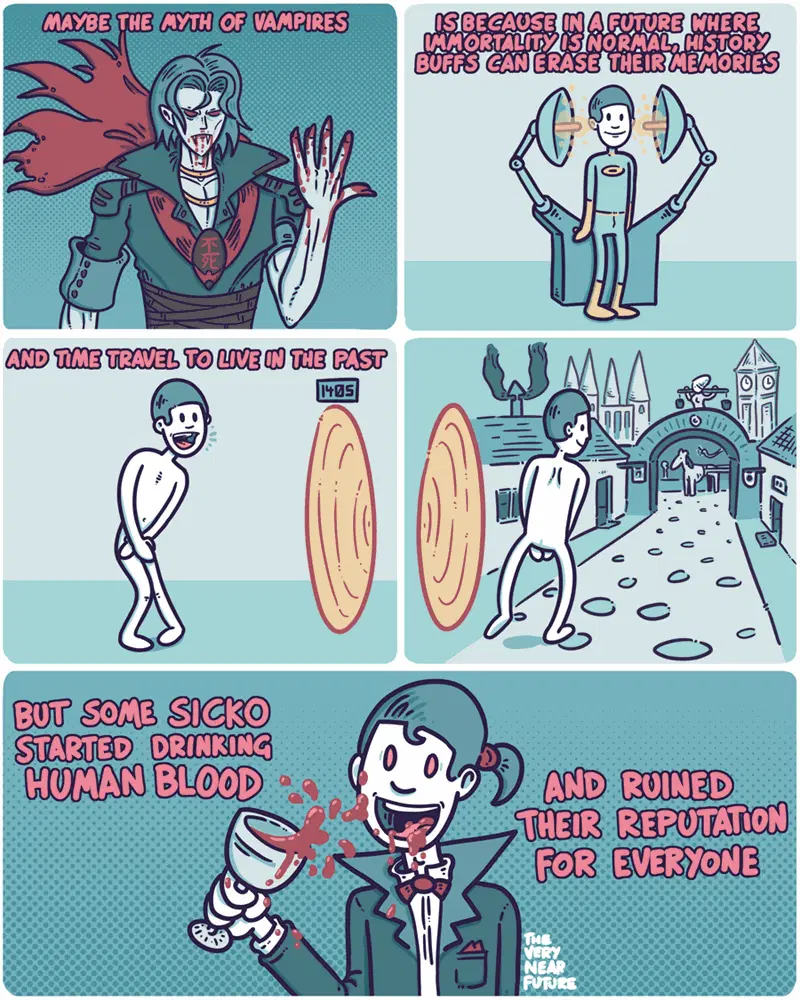 MAYBE THE MYTH OF VAMPIRES
不
死
IS BECAUSE IN A FUTURE WHERE
IMMORTALITY IS NORMAL, HISTORY
BUFFS CAN ERASE THEIR MEMORIES
AND TIME TRAVEL TO LIVE IN THE PAST
1405
BUT SOME SICKO
STARTED DRINKING
HUMAN BLOOD
AND RUINED
THEIR REPUTATION
FOR EVERYONE
THE
VERY
NEAR
FUTURE